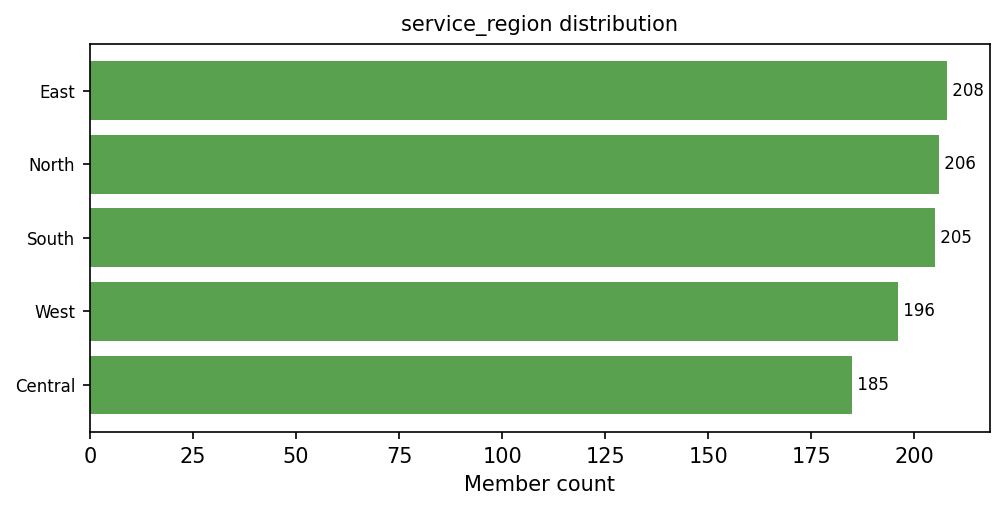 service_region distribution
East 208
North 206
South 205
West 196
Central 185
0 25 50 75 100 125 150 175 200
Member count